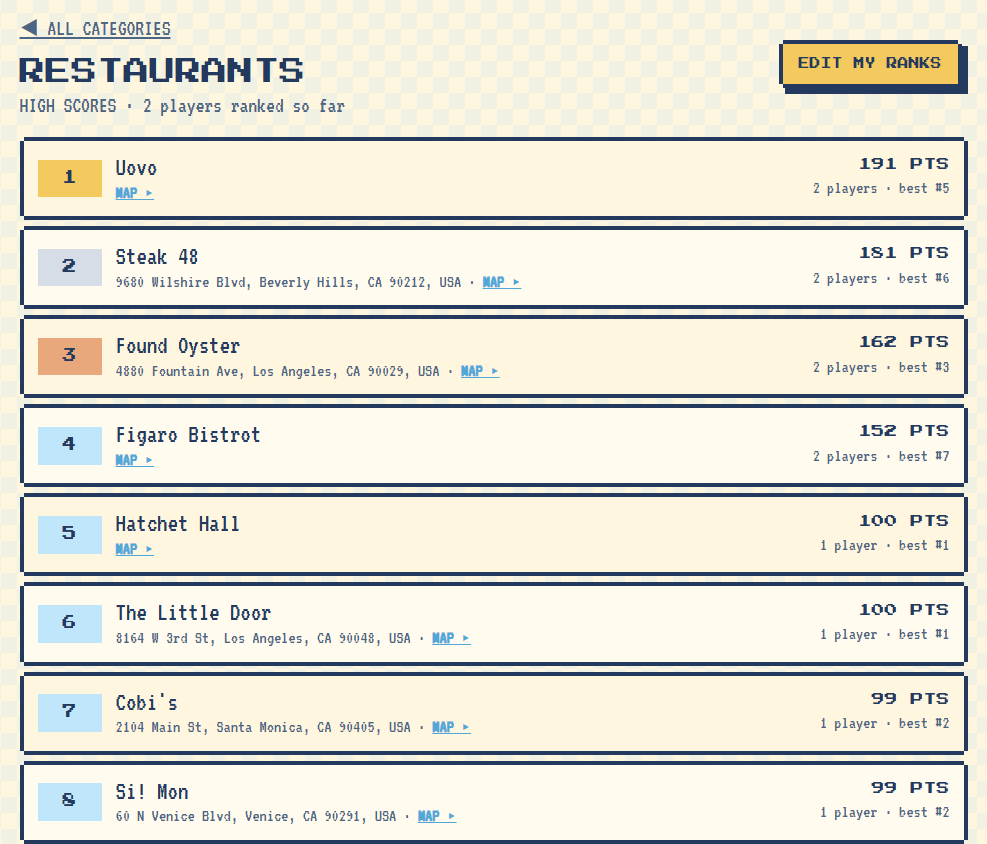 ◀ ALL CATEGORIES
RESTAURANTS
EDIT MY RANKS
HIGH SCORES · 2 players ranked so far
1
Uovo
MAP ▸
191 PTS
2 players · best #5
2
Steak 48
9680 Wilshire Blvd, Beverly Hills, CA 90212, USA · MAP ▸
181 PTS
2 players · best #6
3
Found Oyster
4880 Fountain Ave, Los Angeles, CA 90029, USA · MAP ▸
162 PTS
2 players · best #3
4
Figaro Bistrot
MAP ▸
152 PTS
2 players · best #7
5
Hatchet Hall
MAP ▸
100 PTS
1 player · best #1
6
The Little Door
8164 W 3rd St, Los Angeles, CA 90048, USA · MAP ▸
100 PTS
1 player · best #1
7
Cobi's
2104 Main St, Santa Monica, CA 90405, USA · MAP ▸
99 PTS
1 player · best #2
8
Si! Mon
60 N Venice Blvd, Venice, CA 90291, USA · MAP ▸
99 PTS
1 player · best #2